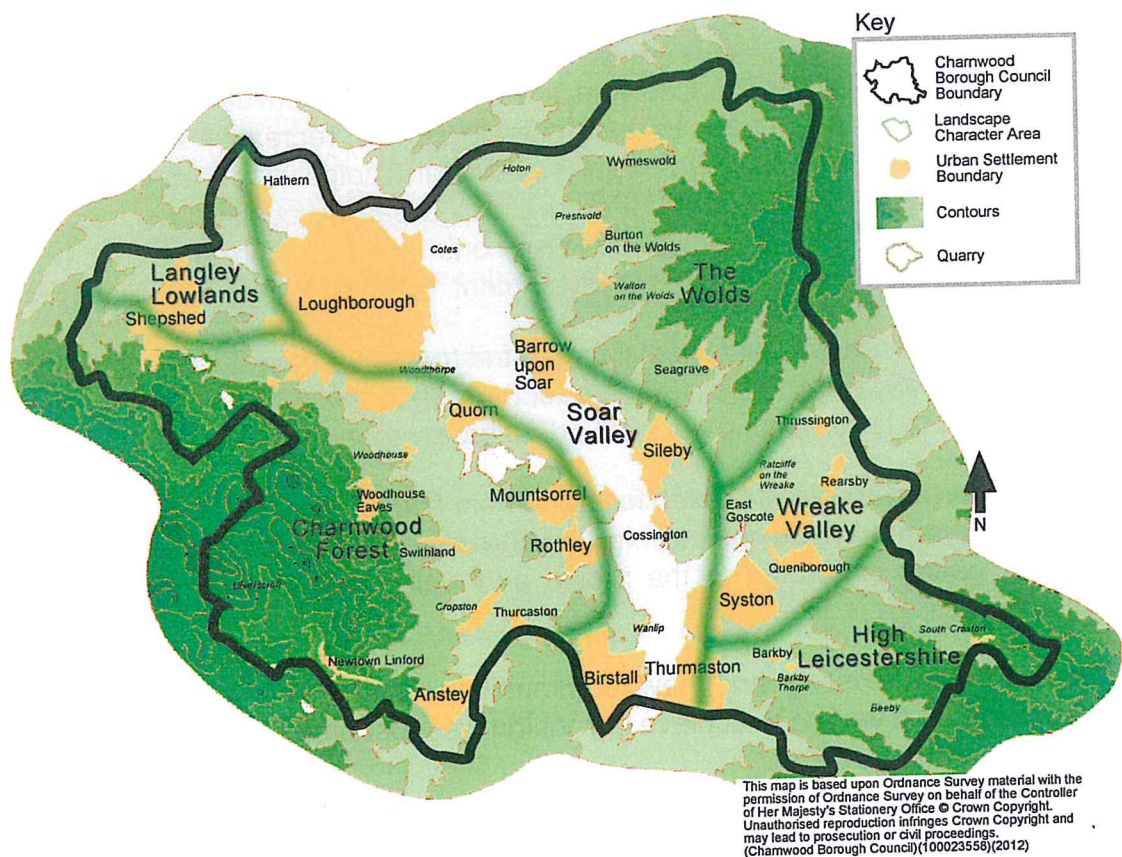 Key
Charnwood
Borough Council
Boundary
Landscape
Character Area
Urban Settlement
Boundary
Contours
Quarry
Hathern
Hoton
Wymeswold
Prestwold
Burton
on the Wolds
Cotes
Langley
Lowlands
Shepshed
Loughborough
Walton
on the Wolds
The
Wolds
Barrow
upon
Soar
Seagrave
Woodthorpe
Quorn
Soar
Valley
Sileby
Thrussington
Woodhouse
Ratcliffe
on the
Wreake
Rearsby
Woodhouse
Eaves
Mountsorrel
East
Goscote
Wreake
Valley
N
Charnwood
Forest
Swithland
Rothley
Cossington
Queniborough
Ulverscroft
Syston
Cropston
Thurcaston
Wanlip
South Croxton
High
Leicestershire
Barkby
Newtown Linford
Anstey
Birstall
Thurmaston
Barkby
Thorpe
Beeby
This map is based upon Ordnance Survey material with the
permission of Ordnance Survey on behalf of the Controller
of Her Majesty's Stationery Office © Crown Copyright.
Unauthorised reproduction infringes Crown Copyright and
may lead to prosecution or civil proceedings.
(Charnwood Borough Council)(100023558)(2012)